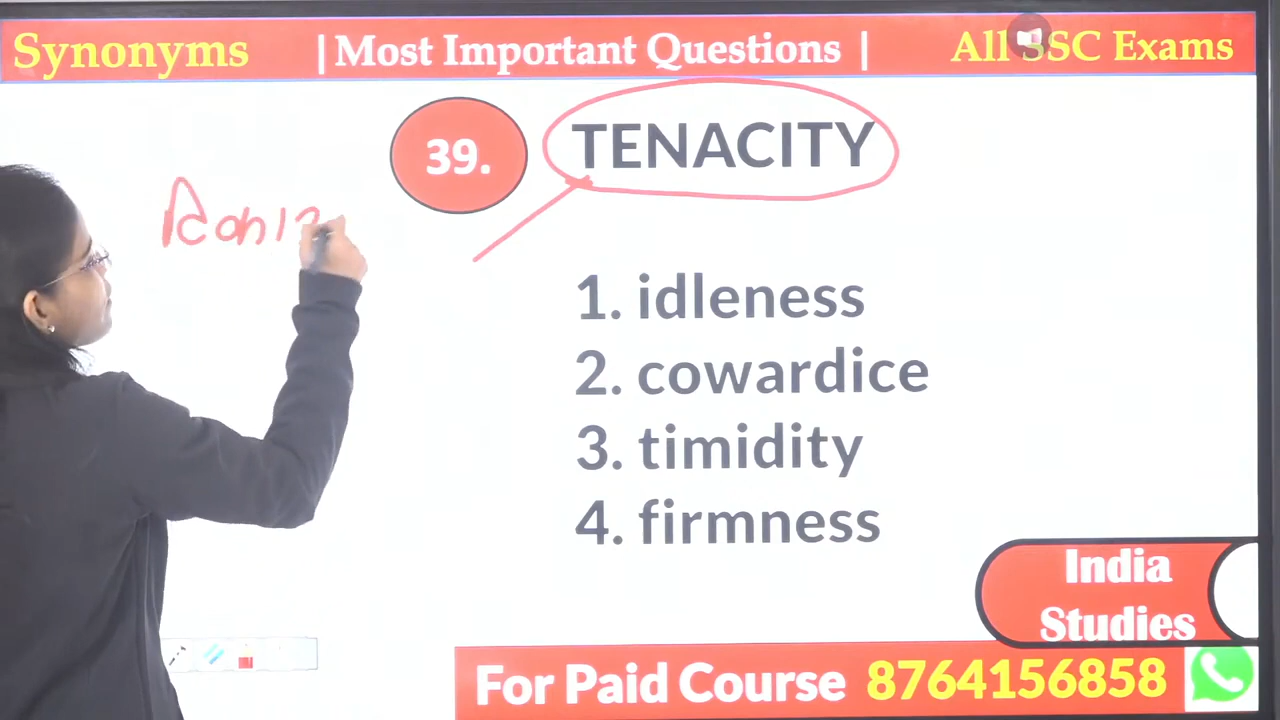 Synonyms | Most Important Questions | All SSC Exams
39. TENACITY
1. idleness
2. cowardice
3. timidity
4. firmness
India
Studies
For Paid Course 8764156858